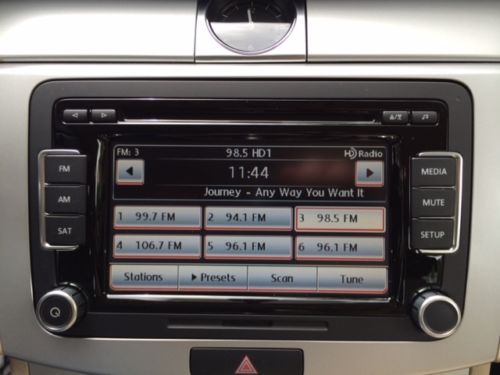 FM: 3 98.5 HD1 HD Radio
11:44
Journey - Any Way You Want It
1 99.7 FM 2 94.1 FM 3 98.5 FM
4 106.7 FM 5 96.1 FM 6 96.1 FM
Stations Presets Scan Tune
FM
AM
SAT
MEDIA
MUTE
SETUP